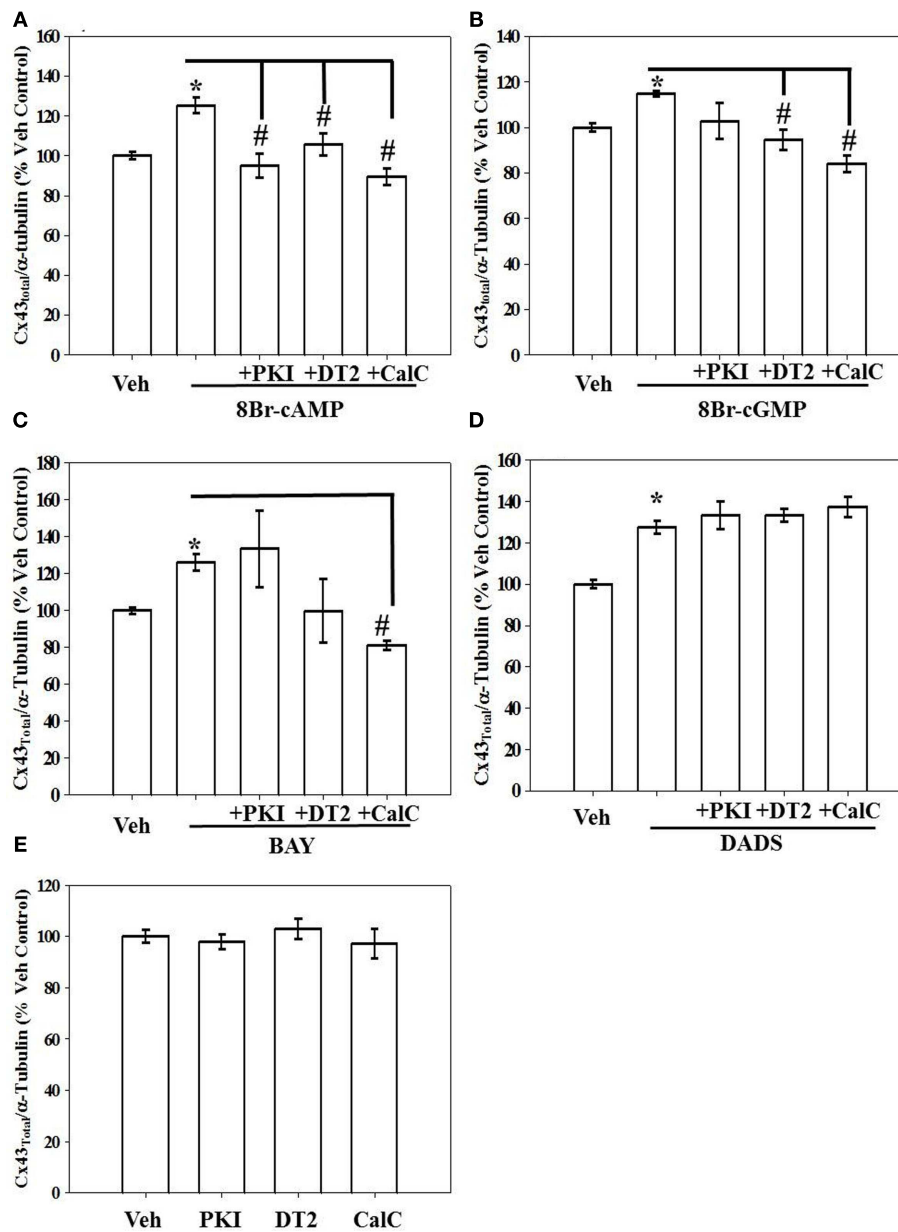 A
Cx43total/α-tubulin (% Veh Control)
160
140
120
100
80
60
40
20
0
*
#
#
#
Veh
+PKI +DT2 +CalC
8Br-cAMP
B
Cx43total/α-Tubulin (% Veh Control)
140
120
100
80
60
40
20
0
*
#
#
Veh
+PKI +DT2 +CalC
8Br-cGMP
C
Cx43Total/α-Tubulin (% Veh Control)
180
160
140
120
100
80
60
40
20
0
*
#
Veh
+PKI +DT2 +CalC
BAY
D
Cx43Total/α-Tubulin (% Veh Control)
160
140
120
100
80
60
40
20
0
*
Veh
+PKI +DT2 +CalC
DADS
E
Cx43Total/α-Tubulin (% Veh Control)
120
100
80
60
40
20
0
Veh PKI DT2 CalC